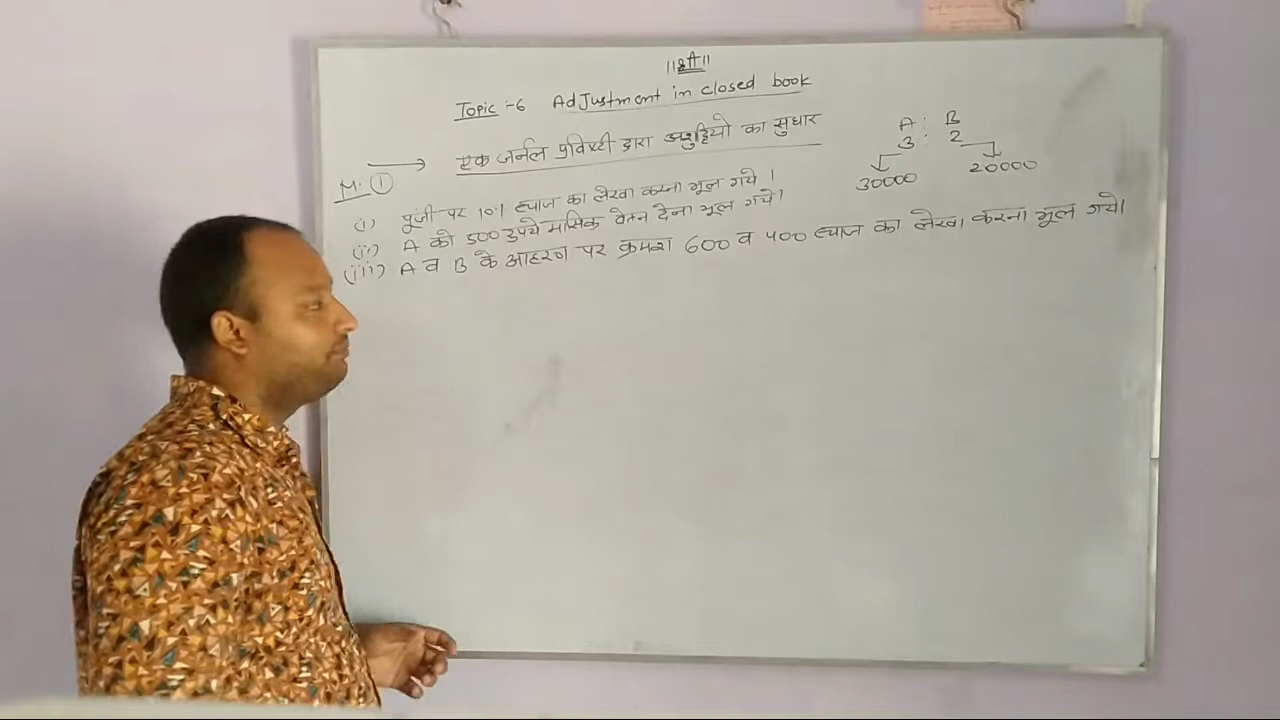 ||श्री||
Topic :-6 Adjustment in closed book
→ एक जर्नल प्रविष्टी द्वारा अशुद्दियो का सुधार
A : B
3 : 2
30000 20000
M. ①
(i) पूंजी पर 10% ब्याज का लेखा करना भूल गये ।
(ii) A को 500 रुपये मासिक वेतन देना भूल गये।
(iii) A व B के आहरण पर क्रमश 600 व 400 ब्याज का लेखा करना भूल गये।